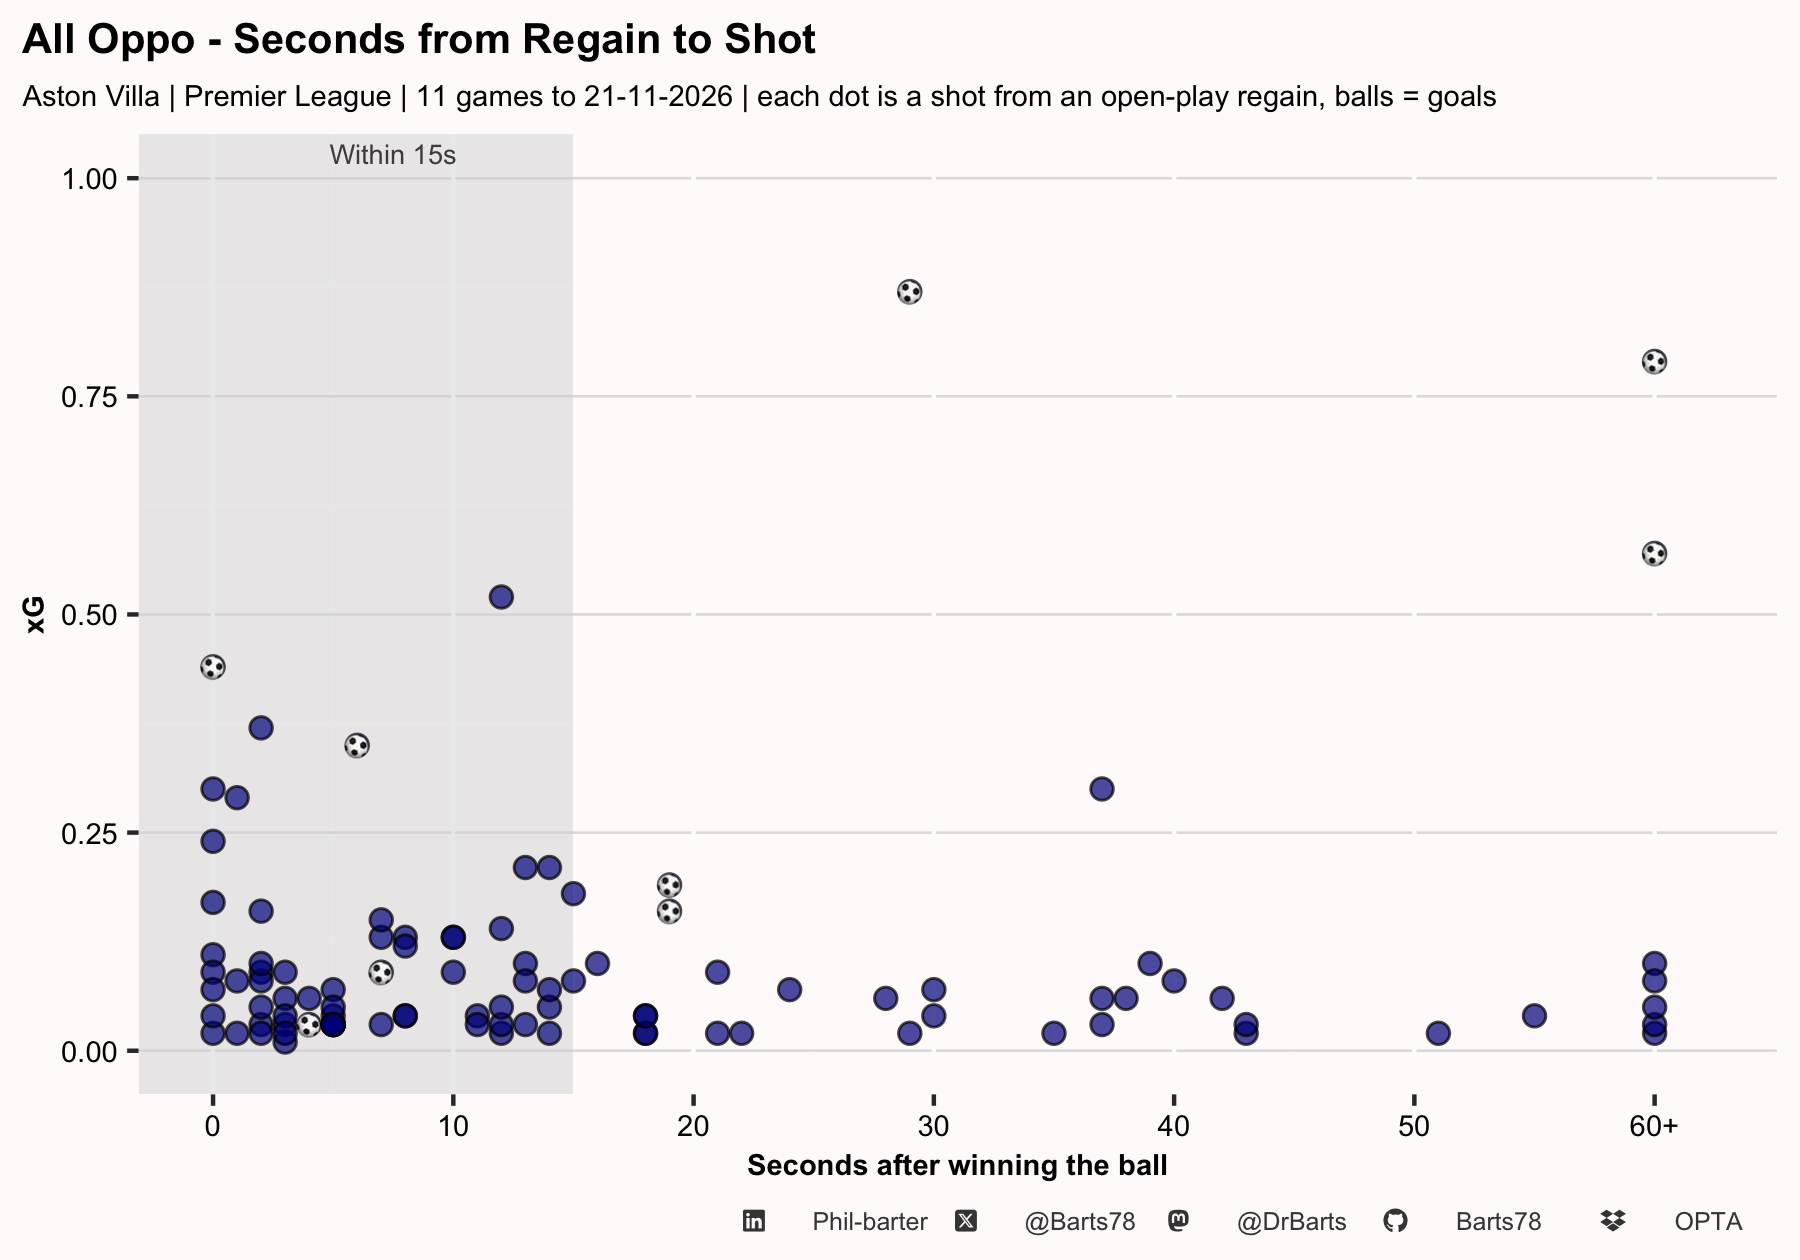 All Oppo - Seconds from Regain to Shot
Aston Villa | Premier League | 11 games to 21-11-2026 | each dot is a shot from an open-play regain, balls = goals
Within 15s
1.00
0.75
0.50
0.25
0.00
xG
0 10 20 30 40 50 60+
Seconds after winning the ball
Phil-barter @Barts78 @DrBarts Barts78 OPTA